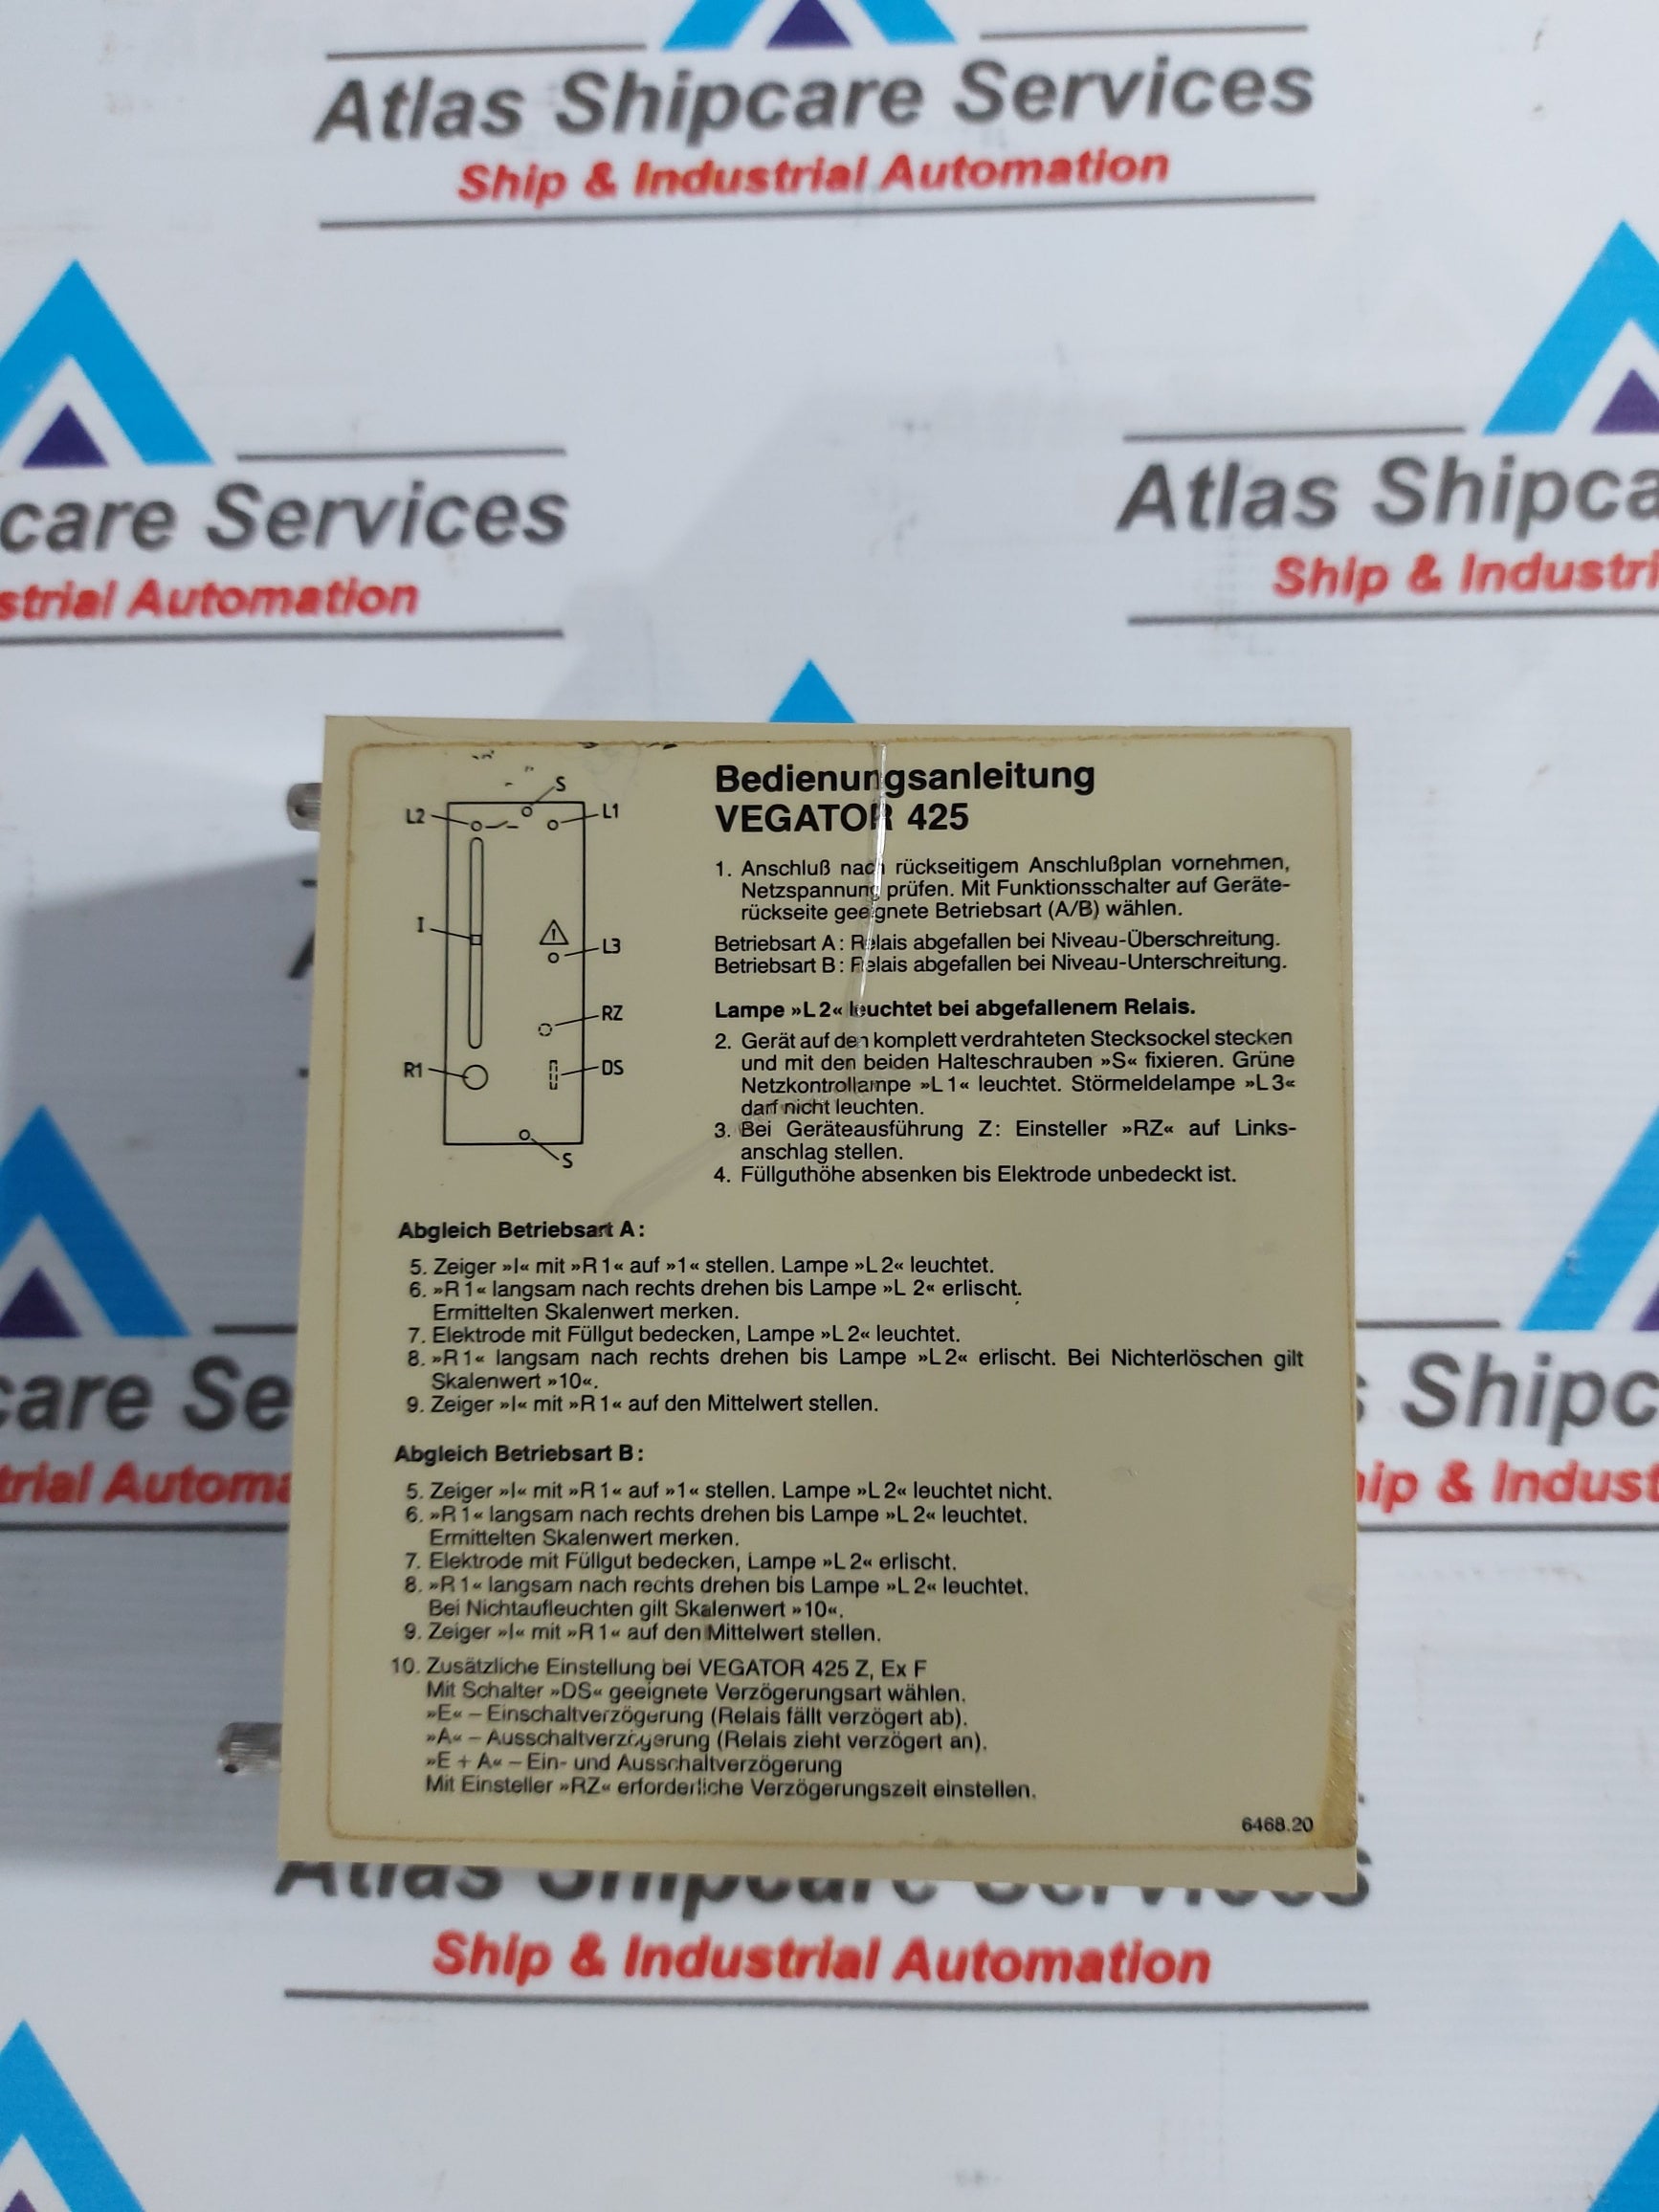 Atlas Shipcare Services
Ship & Industrial Automation
care Services
strial Automation
Atlas Shipca
Ship & Industri
S
L2
L1
I
L3
RZ
R1
DS
S
Bedienungsanleitung
VEGATOR 425
1. Anschluß nach rückseitigem Anschlußplan vornehmen,
Netzspannung prüfen. Mit Funktionsschalter auf Geräte-
rückseite geeignete Betriebsart (A/B) wählen.
Betriebsart A: Relais abgefallen bei Niveau-Überschreitung.
Betriebsart B: Relais abgefallen bei Niveau-Unterschreitung.
Lampe »L 2« leuchtet bei abgefallenem Relais.
2. Gerät auf den komplett verdrahteten Stecksockel stecken
und mit den beiden Halteschrauben »S« fixieren. Grüne
Netzkontrollampe »L 1« leuchtet. Störmeldelampe »L 3«
darf nicht leuchten.
3. Bei Geräteausführung Z: Einsteller »RZ« auf Links-
anschlag stellen.
4. Füllguthöhe absenken bis Elektrode unbedeckt ist.
Abgleich Betriebsart A:
5. Zeiger »I« mit »R 1« auf »1« stellen. Lampe »L 2« leuchtet.
6. »R 1« langsam nach rechts drehen bis Lampe »L 2« erlischt.
Ermittelten Skalenwert merken.
7. Elektrode mit Füllgut bedecken, Lampe »L 2« leuchtet.
8. »R 1« langsam nach rechts drehen bis Lampe »L 2« erlischt. Bei Nichterlöschen gilt
Skalenwert »10«.
9. Zeiger »I« mit »R 1« auf den Mittelwert stellen.
Abgleich Betriebsart B:
5. Zeiger »I« mit »R 1« auf »1« stellen. Lampe »L 2« leuchtet nicht.
6. »R 1« langsam nach rechts drehen bis Lampe »L 2« leuchtet.
Ermittelten Skalenwert merken.
7. Elektrode mit Füllgut bedecken, Lampe »L 2« erlischt.
8. »R 1« langsam nach rechts drehen bis Lampe »L 2« leuchtet.
Bei Nichtaufleuchten gilt Skalenwert »10«.
9. Zeiger »I« mit »R 1« auf den Mittelwert stellen.
10. Zusätzliche Einstellung bei VEGATOR 425 Z, Ex F
Mit Schalter »DS« geeignete Verzögerungsart wählen.
»E« – Einschaltverzögerung (Relais fällt verzögert ab).
»A« – Ausschaltverzögerung (Relais zieht verzögert an).
»E + A« – Ein- und Ausschaltverzögerung
Mit Einsteller »RZ« erforderliche Verzögerungszeit einstellen.
6468.20
care Se
trial Automa
s Shipc
hip & Indust
Atlas Shipcare Services
Ship & Industrial Automation